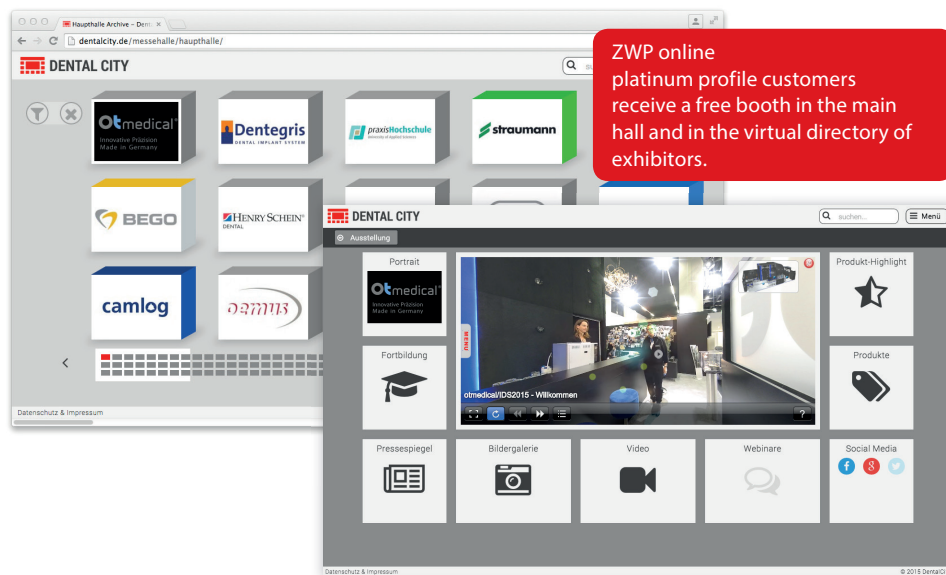 Haupthalle Archive – Denta
dentalcity.de/messehalle/haupthalle/
DENTAL CITY
ZWP online
platinum profile customers
receive a free booth in the main
hall and in the virtual directory of
exhibitors.
otmedical
Innovative Präzision
Made in Germany
Dentegris
DENTAL IMPLANT SYSTEM
praxisHochschule
straumann
BEGO
HENRY SCHEIN®
DENTAL
camlog
DEMUS
Datenschutz & Impressum
DENTAL CITY
suchen...
Menü
Ausstellung
Portrait
otmedical
Innovative Präzision
Made in Germany
MENU
otmedical/IDS2015 - Willkommen
?
Produkt-Highlight
Fortbildung
Produkte
Pressespiegel
Bildergalerie
Video
Webinare
Social Media
Datenschutz & Impressum
© 2015 DentalCi